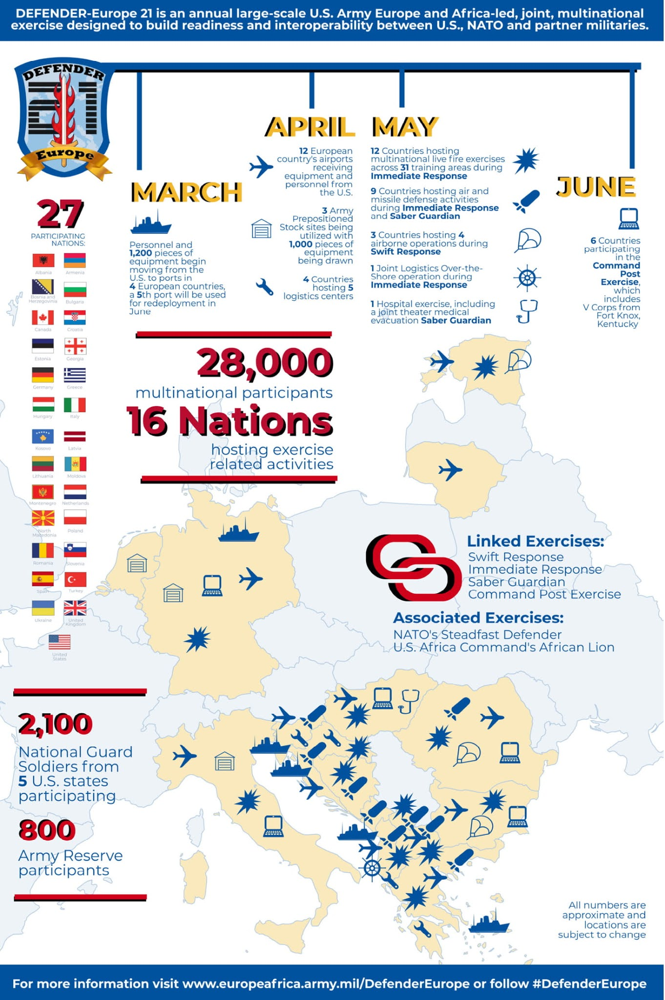 DEFENDER-Europe 21 is an annual large-scale U.S. Army Europe and Africa-led, joint, multinational
exercise designed to build readiness and interoperability between U.S., NATO and partner militaries.
DEFENDER
Europe
27
PARTICIPATING
NATIONS:
Albania
Armenia
Bosnia and
Herzegovinia
Bulgaria
Canada
Croatia
Estonia
Georgia
Germany
Greece
Hungary
Italy
Kosovo
Latvia
Lithuania
Moldova
Montenegro
Netherlands
North
Macedonia
Poland
Romania
Slovenia
Spain
Turkey
Ukraine
United
Kingdom
United
States
MARCH
Personnel and
1,200 pieces of
equipment begin
moving from the
U.S. to ports in
4 European countries,
a 5th port will be used
for redeployment in
June
APRIL
12 European
country's airports
receiving
equipment and
personnel from
the U.S.
3 Army
Prepositioned
Stock sites being
utilized with
1,000 pieces of
equipment
being drawn
4 Countries
hosting 5
logistics centers
MAY
12 Countries hosting
multinational live fire exercises
across 31 training areas during
Immediate Response
9 Countries hosting air and
missile defense activities
during Immediate Response
and Saber Guardian
3 Countries hosting 4
airborne operations during
Swift Response
1 Joint Logistics Over-the-
Shore operation during
Immediate Response
1 Hospital exercise, including
a joint theater medical
evacuation Saber Guardian
JUNE
6 Countries
participating
in the
Command
Post
Exercise,
which
includes
V Corps from
Fort Knox,
Kentucky
28,000
multinational participants
16 Nations
hosting exercise
related activities
Linked Exercises:
Swift Response
Immediate Response
Saber Guardian
Command Post Exercise
Associated Exercises:
NATO's Steadfast Defender
U.S. Africa Command's African Lion
2,100
National Guard
Soldiers from
5 U.S. states
participating
800
Army Reserve
participants
All numbers are
approximate and
locations are
subject to change
For more information visit www.europeafrica.army.mil/DefenderEurope or follow #DefenderEurope